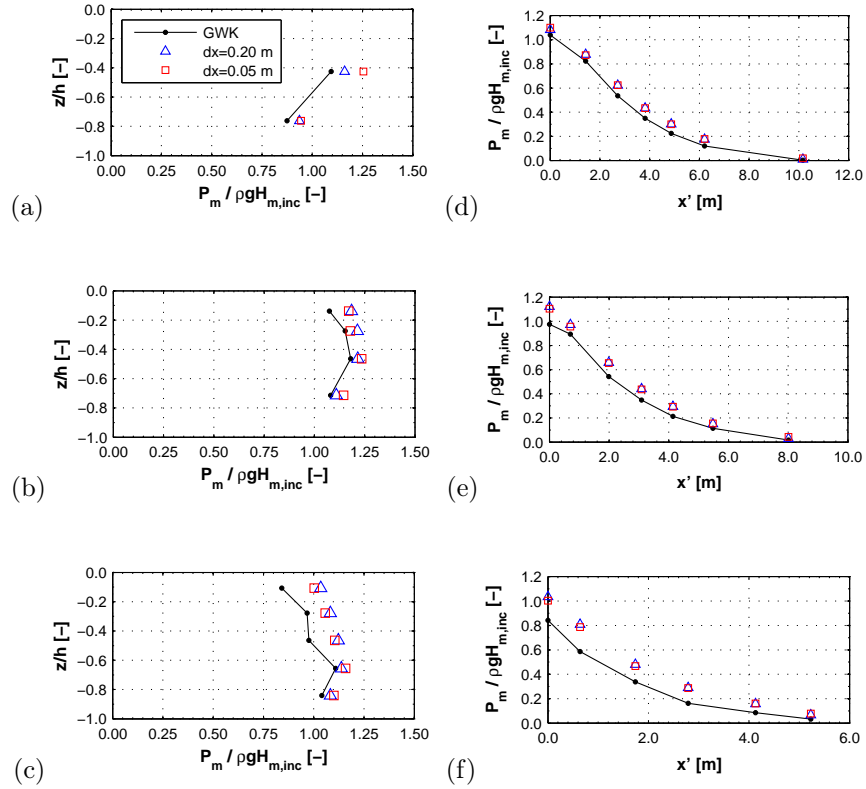 0.0
−0.2
−0.4
−0.6
−0.8
−1.0
z/h [−]
GWK
dx=0.20 m
dx=0.05 m
0.00 0.25 0.50 0.75 1.00 1.25 1.50
P_m / ρgH_m,inc [−]
(a)
1.2
1.0
0.8
0.6
0.4
0.2
0.0
P_m / ρgH_m,inc [−]
0.0 2.0 4.0 6.0 8.0 10.0 12.0
x' [m]
(d)
0.0
−0.2
−0.4
−0.6
−0.8
−1.0
z/h [−]
0.00 0.25 0.50 0.75 1.00 1.25 1.50
P_m / ρgH_m,inc [−]
(b)
1.2
1.0
0.8
0.6
0.4
0.2
0.0
P_m / ρgH_m,inc [−]
0.0 2.0 4.0 6.0 8.0 10.0
x' [m]
(e)
0.0
−0.2
−0.4
−0.6
−0.8
−1.0
z/h [−]
0.00 0.25 0.50 0.75 1.00 1.25 1.50
P_m / ρgH_m,inc [−]
(c)
1.2
1.0
0.8
0.6
0.4
0.2
0.0
P_m / ρgH_m,inc [−]
0.0 2.0 4.0 6.0
x' [m]
(f)